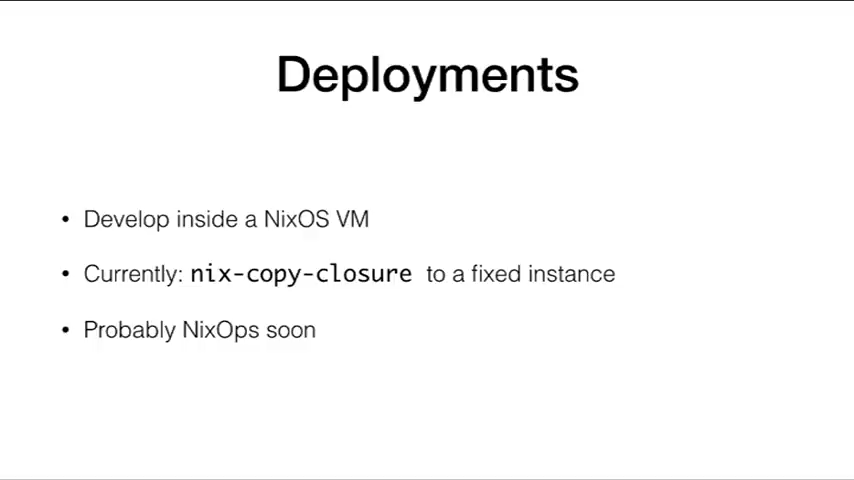 Deployments
• Develop inside a NixOS VM
• Currently: nix-copy-closure to a fixed instance
• Probably NixOps soon